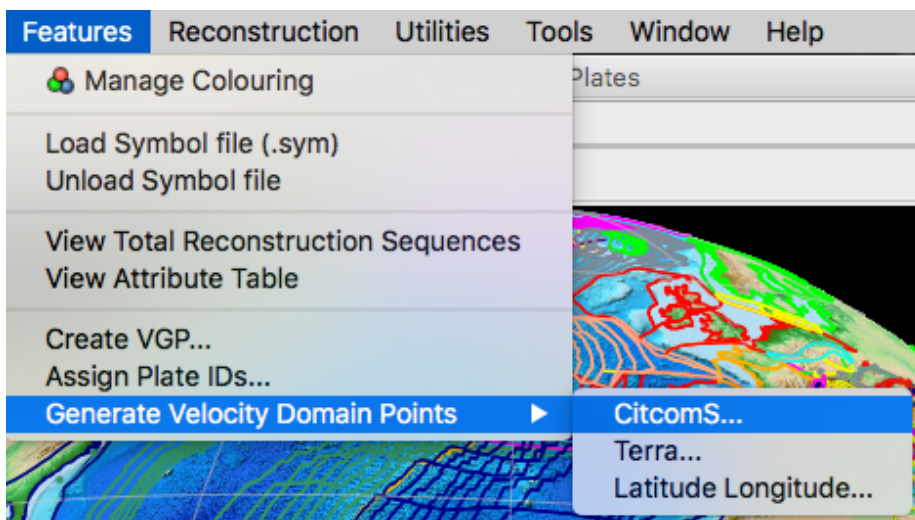 Features Reconstruction Utilities Tools Window Help
Manage Colouring
Plates
Load Symbol file (.sym)
Unload Symbol file
View Total Reconstruction Sequences
View Attribute Table
Create VGP...
Assign Plate IDs...
Generate Velocity Domain Points
CitcomS...
Terra...
Latitude Longitude...